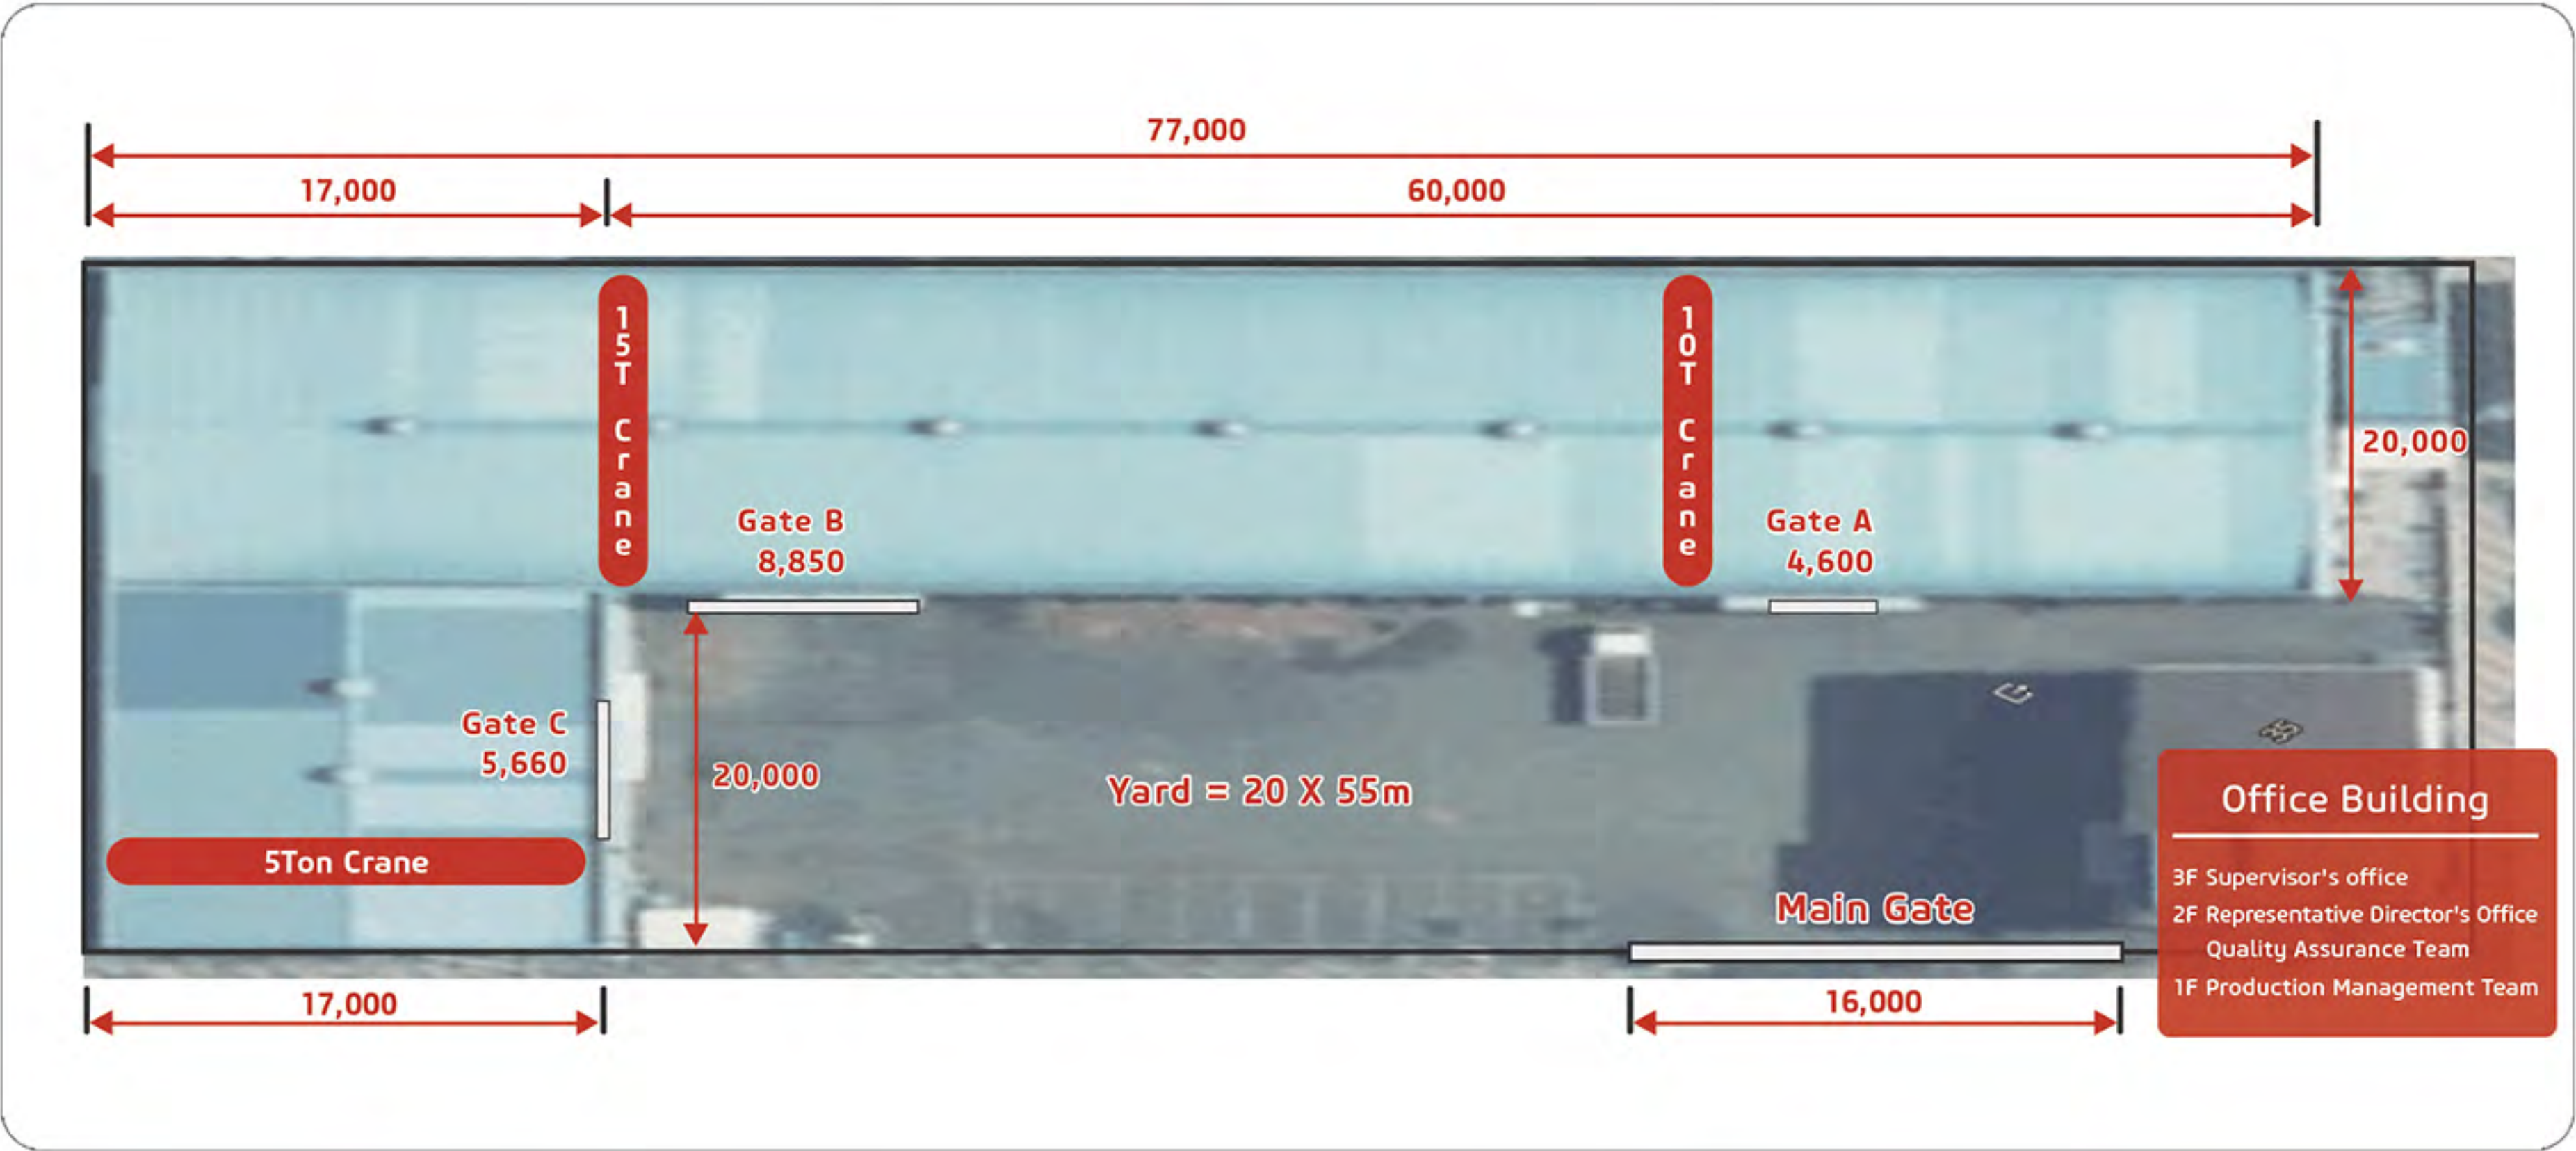 77,000
17,000
60,000
15T Crane
10T Crane
20,000
Gate B
8,850
Gate A
4,600
Gate C
5,660
20,000
Yard = 20 X 55m
5Ton Crane
Main Gate
Office Building
3F Supervisor's office
2F Representative Director's Office
Quality Assurance Team
1F Production Management Team
17,000
16,000